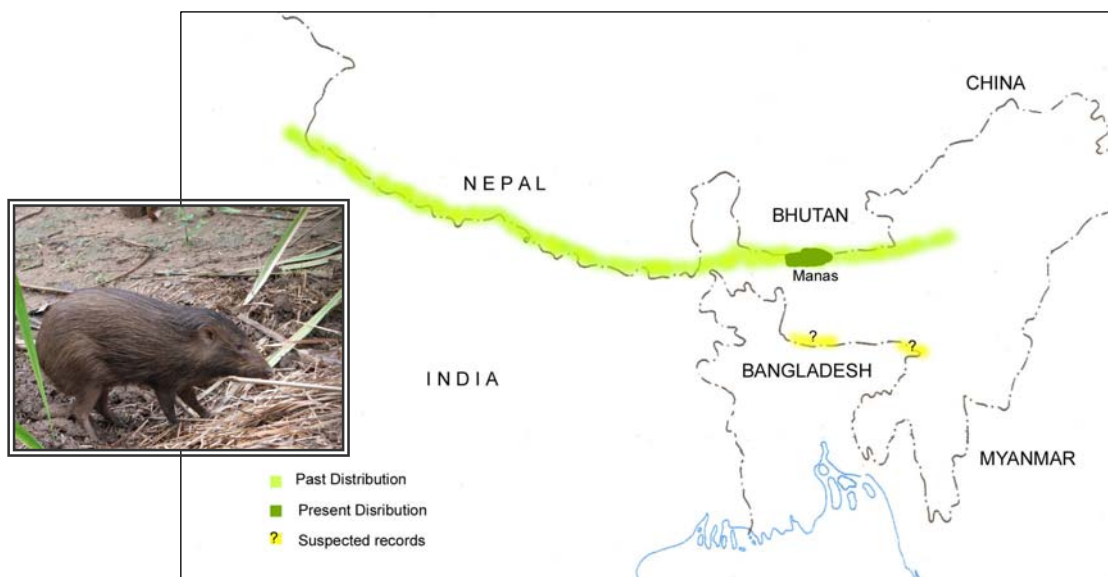 CHINA
NEPAL
BHUTAN
Manas
?
?
BANGLADESH
INDIA
MYANMAR
Past Distribution
Present Disribution
? Suspected records